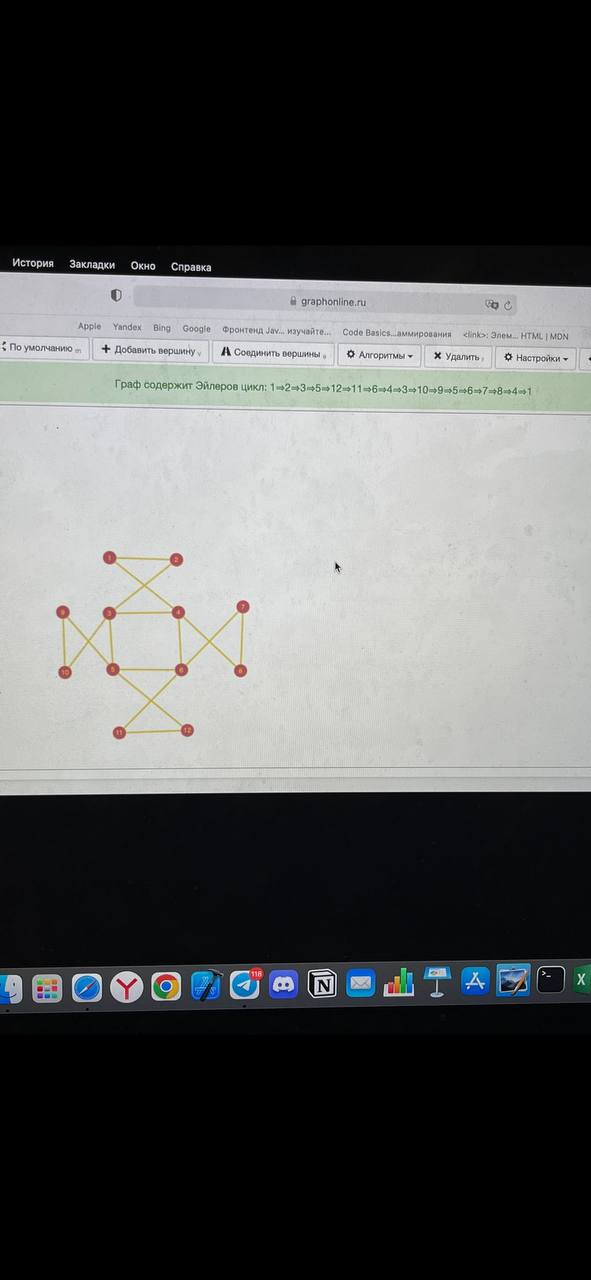 История Закладки Окно Справка
graphonline.ru
Apple Yandex Bing Google Фронтенд Jav... изучайте... Code Basics...аммирования <link>: Элем... HTML | MDN
По умолчанию + Добавить вершину v Соединить вершины Алгоритмы Удалить Настройки
Граф содержит Эйлеров цикл: 1⇒2⇒3⇒5⇒12⇒11⇒6⇒4⇒3⇒10⇒9⇒5⇒6⇒7⇒8⇒4⇒1
1 2
9 3 4 7
10 5 6 8
11 12
118
N
X